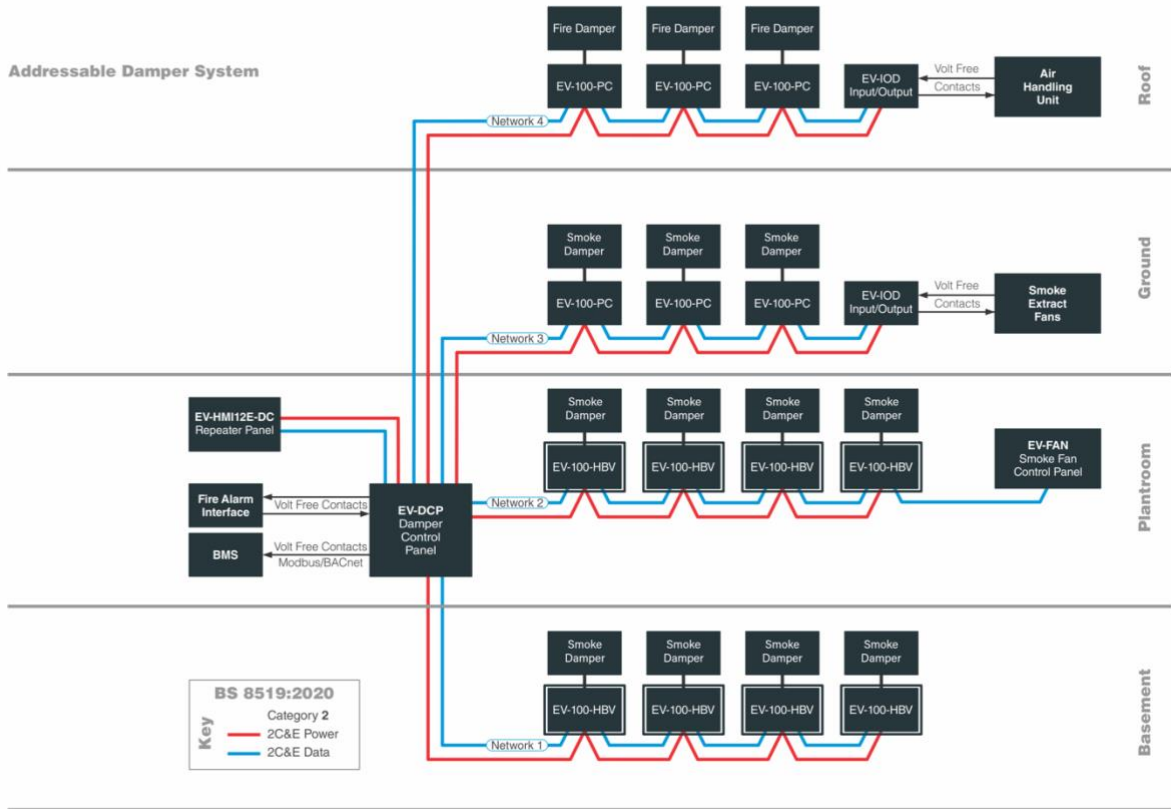 Addressable Damper System
Fire Damper
Fire Damper
Fire Damper
EV-100-PC
EV-100-PC
EV-100-PC
EV-IOD
Input/Output
Volt Free
Contacts
Air
Handling
Unit
Roof
Network 4
Smoke
Damper
Smoke
Damper
Smoke
Damper
EV-100-PC
EV-100-PC
EV-100-PC
EV-IOD
Input/Output
Volt Free
Contacts
Smoke
Extract
Fans
Ground
Network 3
EV-HMI12E-DC
Repeater Panel
Fire Alarm
Interface
Volt Free Contacts
BMS
Volt Free Contacts
Modbus/BACnet
EV-DCP
Damper
Control
Panel
Smoke
Damper
Smoke
Damper
Smoke
Damper
Smoke
Damper
EV-100-HBV
EV-100-HBV
EV-100-HBV
EV-100-HBV
EV-FAN
Smoke Fan
Control Panel
Plantroom
Network 2
Smoke
Damper
Smoke
Damper
Smoke
Damper
Smoke
Damper
EV-100-HBV
EV-100-HBV
EV-100-HBV
EV-100-HBV
Basement
Network 1
BS 8519:2020
Key
Category 2
2C&E Power
2C&E Data